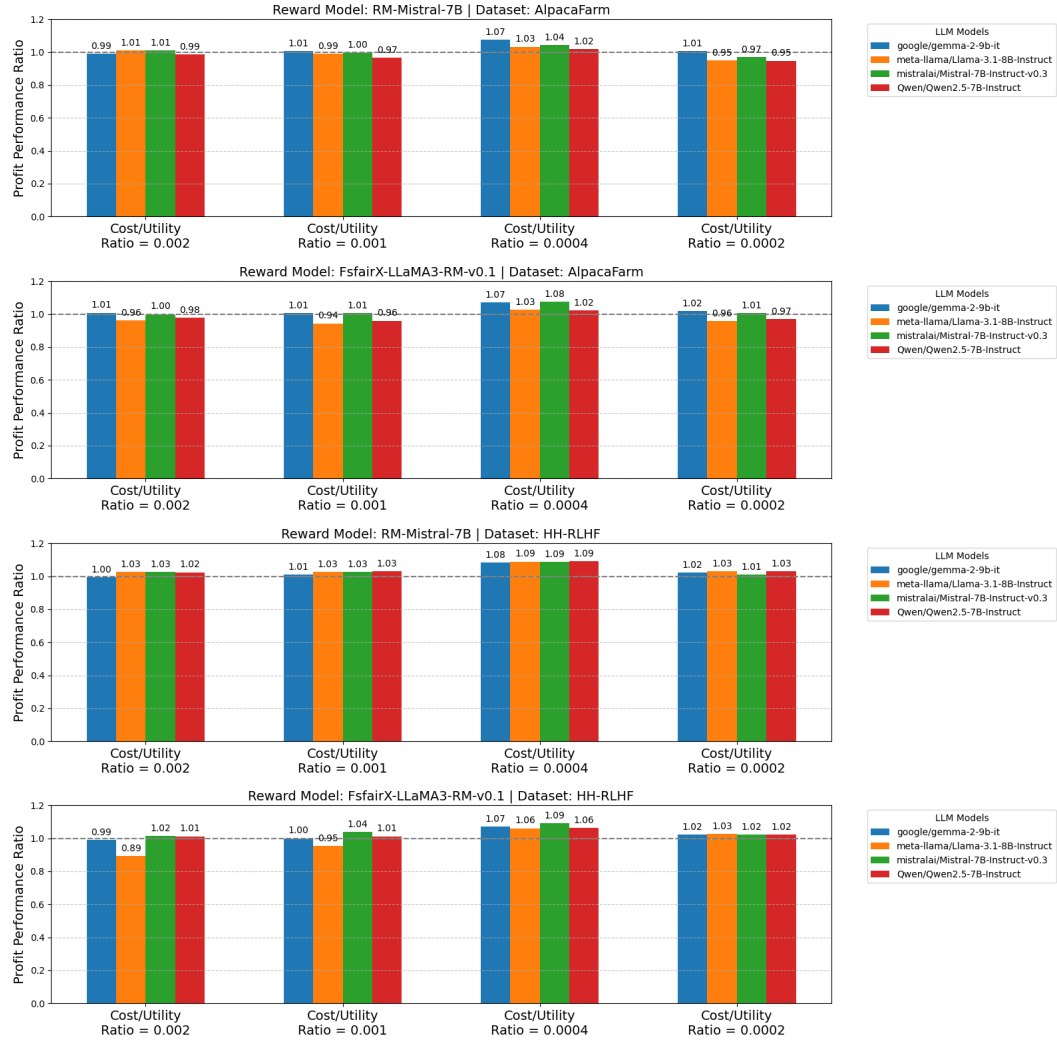 Reward Model: RM-Mistral-7B | Dataset: AlpacaFarm
Profit Performance Ratio
1.2
1.0
0.8
0.6
0.4
0.2
0.0
0.99 1.01 1.01 0.99
1.01 0.99 1.00 0.97
1.07 1.03 1.04 1.02
1.01 0.95 0.97 0.95
Cost/Utility
Ratio = 0.002
Cost/Utility
Ratio = 0.001
Cost/Utility
Ratio = 0.0004
Cost/Utility
Ratio = 0.0002
LLM Models
google/gemma-2-9b-it
meta-llama/Llama-3.1-8B-Instruct
mistralai/Mistral-7B-Instruct-v0.3
Qwen/Qwen2.5-7B-Instruct
Reward Model: FsfairX-LLaMA3-RM-v0.1 | Dataset: AlpacaFarm
Profit Performance Ratio
1.2
1.0
0.8
0.6
0.4
0.2
0.0
1.01 0.96 1.00 0.98
1.01 0.94 1.01 0.96
1.07 1.03 1.08 1.02
1.02 0.96 1.01 0.97
Cost/Utility
Ratio = 0.002
Cost/Utility
Ratio = 0.001
Cost/Utility
Ratio = 0.0004
Cost/Utility
Ratio = 0.0002
LLM Models
google/gemma-2-9b-it
meta-llama/Llama-3.1-8B-Instruct
mistralai/Mistral-7B-Instruct-v0.3
Qwen/Qwen2.5-7B-Instruct
Reward Model: RM-Mistral-7B | Dataset: HH-RLHF
Profit Performance Ratio
1.2
1.0
0.8
0.6
0.4
0.2
0.0
1.00 1.03 1.03 1.02
1.01 1.03 1.03 1.03
1.08 1.09 1.09 1.09
1.02 1.03 1.01 1.03
Cost/Utility
Ratio = 0.002
Cost/Utility
Ratio = 0.001
Cost/Utility
Ratio = 0.0004
Cost/Utility
Ratio = 0.0002
LLM Models
google/gemma-2-9b-it
meta-llama/Llama-3.1-8B-Instruct
mistralai/Mistral-7B-Instruct-v0.3
Qwen/Qwen2.5-7B-Instruct
Reward Model: FsfairX-LLaMA3-RM-v0.1 | Dataset: HH-RLHF
Profit Performance Ratio
1.2
1.0
0.8
0.6
0.4
0.2
0.0
0.99 0.89 1.02 1.01
1.00 0.95 1.04 1.01
1.07 1.06 1.09 1.06
1.02 1.03 1.02 1.02
Cost/Utility
Ratio = 0.002
Cost/Utility
Ratio = 0.001
Cost/Utility
Ratio = 0.0004
Cost/Utility
Ratio = 0.0002
LLM Models
google/gemma-2-9b-it
meta-llama/Llama-3.1-8B-Instruct
mistralai/Mistral-7B-Instruct-v0.3
Qwen/Qwen2.5-7B-Instruct